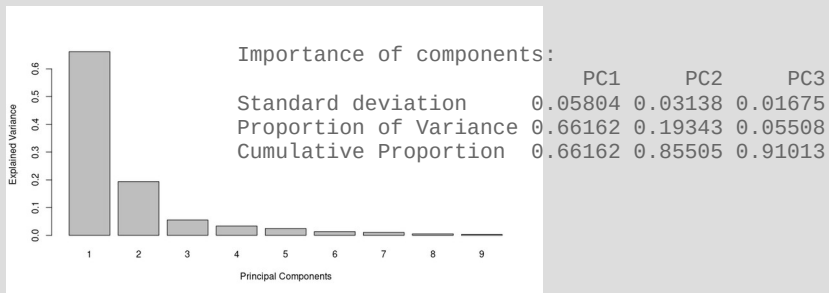 Importance of components:
PC1 PC2 PC3
Standard deviation 0.05804 0.03138 0.01675
Proportion of Variance 0.66162 0.19343 0.05508
Cumulative Proportion 0.66162 0.85505 0.91013
Explained Variance
0.6
0.5
0.4
0.3
0.2
0.1
0.0
1 2 3 4 5 6 7 8 9
Principal Components